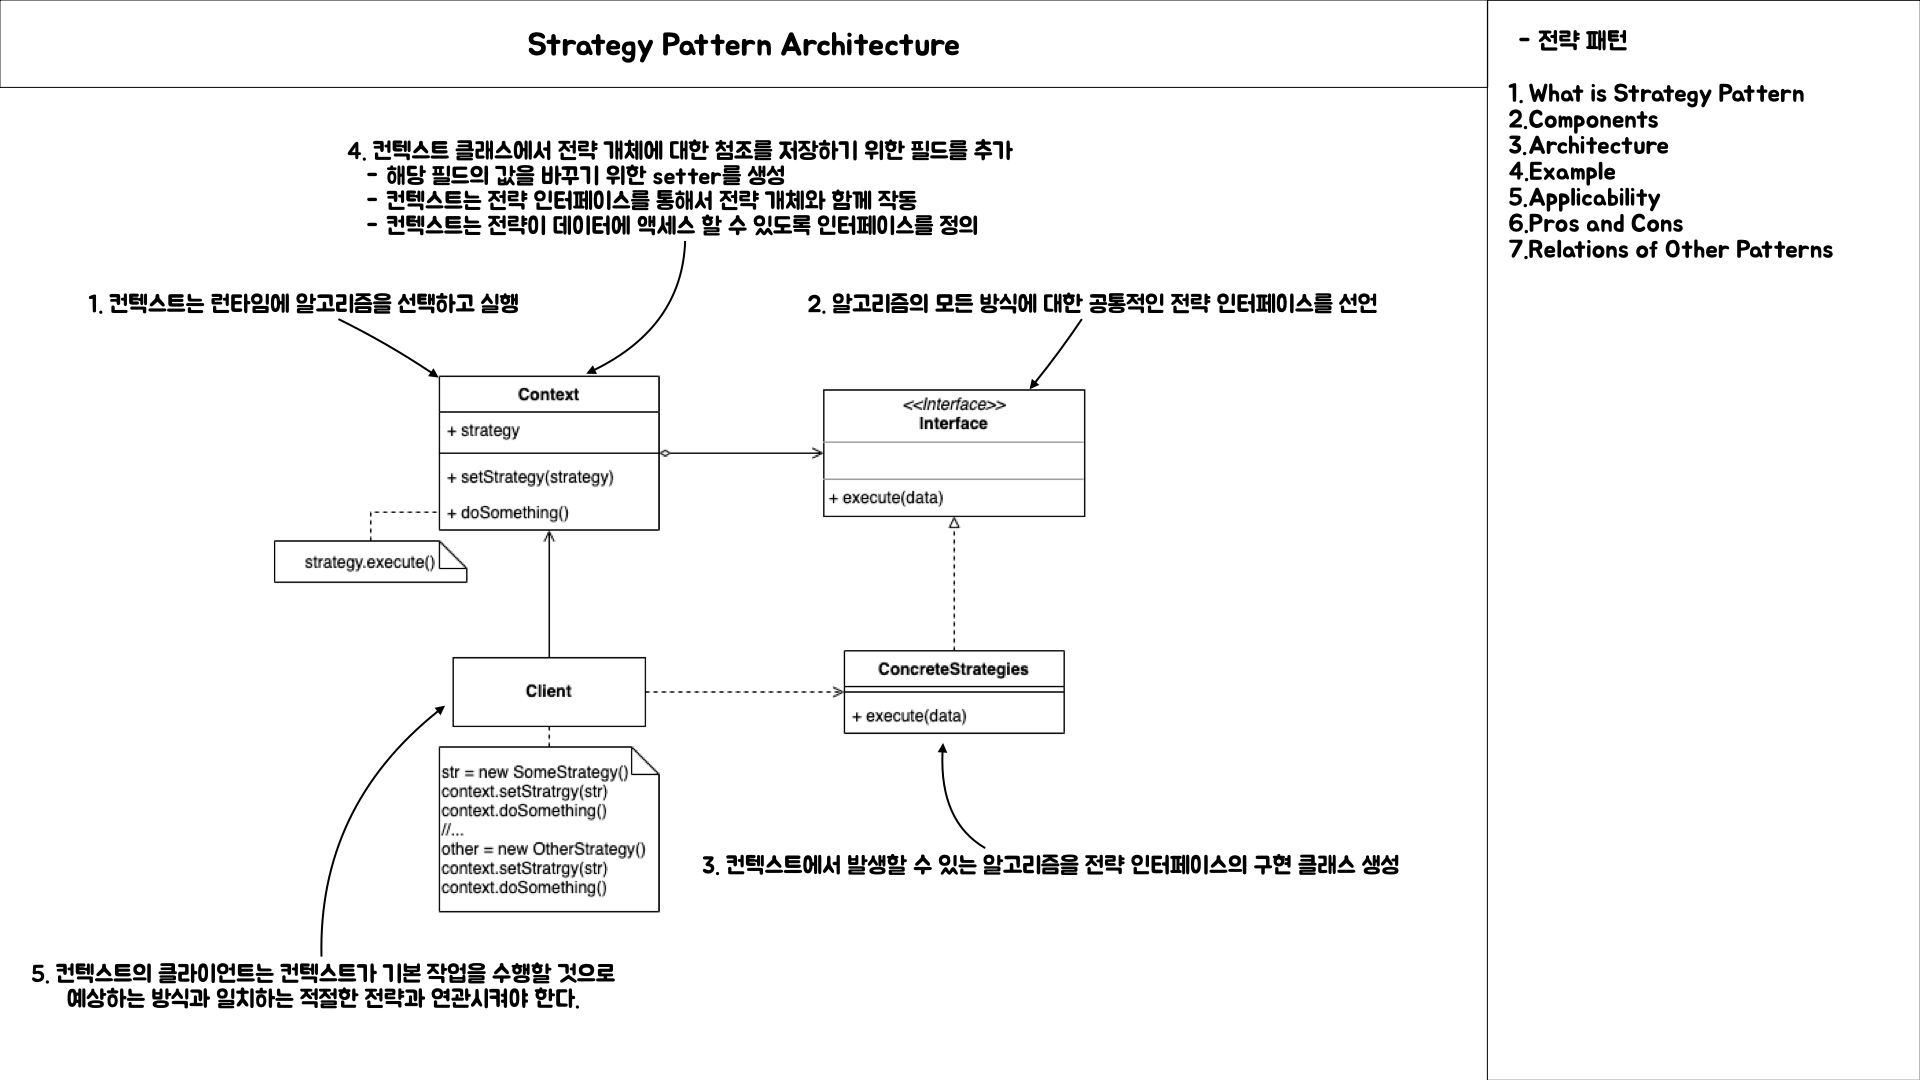 Strategy Pattern Architecture
4. 컨텍스트 클래스에서 전략 개체에 대한 첨조를 저장하기 위한 필드를 추가
- 해당 필드의 값을 바꾸기 위한 setter를 생성
- 컨텍스트는 전략 인터페이스를 통해서 전략 개체와 함께 작동
- 컨텍스트는 전략이 데이터에 액세스 할 수 있도록 인터페이스를 정의
1. 컨텍스트는 런타임에 알고리즘을 선택하고 실행
2. 알고리즘의 모든 방식에 대한 공통적인 전략 인터페이스를 선언
Context
+ strategy
+ setStrategy(strategy)
+ doSomething()
strategy.execute()
<<Interface>>
Interface
+ execute(data)
Client
ConcreteStrategies
+ execute(data)
str = new SomeStrategy()
context.setStratrgy(str)
context.doSomething()
//...
other = new OtherStrategy()
context.setStratrgy(str)
context.doSomething()
3. 컨텍스트에서 발생할 수 있는 알고리즘을 전략 인터페이스의 구현 클래스 생성
5. 컨텍스트의 클라이언트는 컨텍스트가 기본 작업을 수행할 것으로
예상하는 방식과 일치하는 적절한 전략과 연관시켜야 한다.
- 전략 패턴
1. What is Strategy Pattern
2.Components
3.Architecture
4.Example
5.Applicability
6.Pros and Cons
7.Relations of Other Patterns